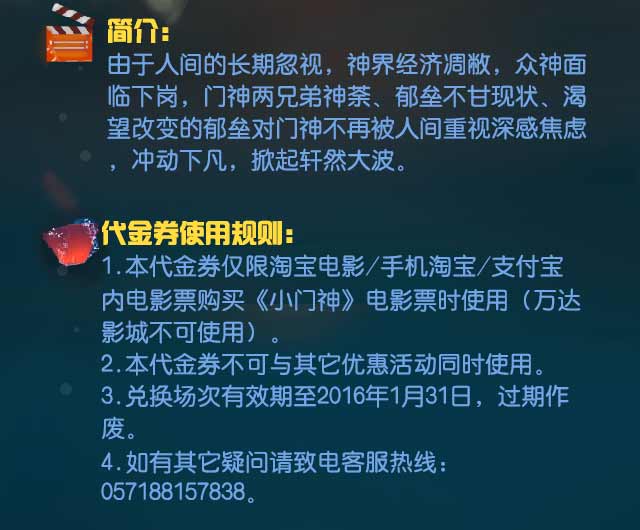 简介:
由于人间的长期忽视，神界经济凋敝，众神面
临下岗，门神两兄弟神荼、郁垒不甘现状、渴
望改变的郁垒对门神不再被人间重视深感焦虑
，冲动下凡，掀起轩然大波。
代金券使用规则:
1.本代金券仅限淘宝电影/手机淘宝/支付宝
内电影票购买《小门神》电影票时使用（万达
影城不可使用）。
2.本代金券不可与其它优惠活动同时使用。
3.兑换场次有效期至2016年1月31日，过期作
废。
4.如有其它疑问请致电客服热线:
057188157838。